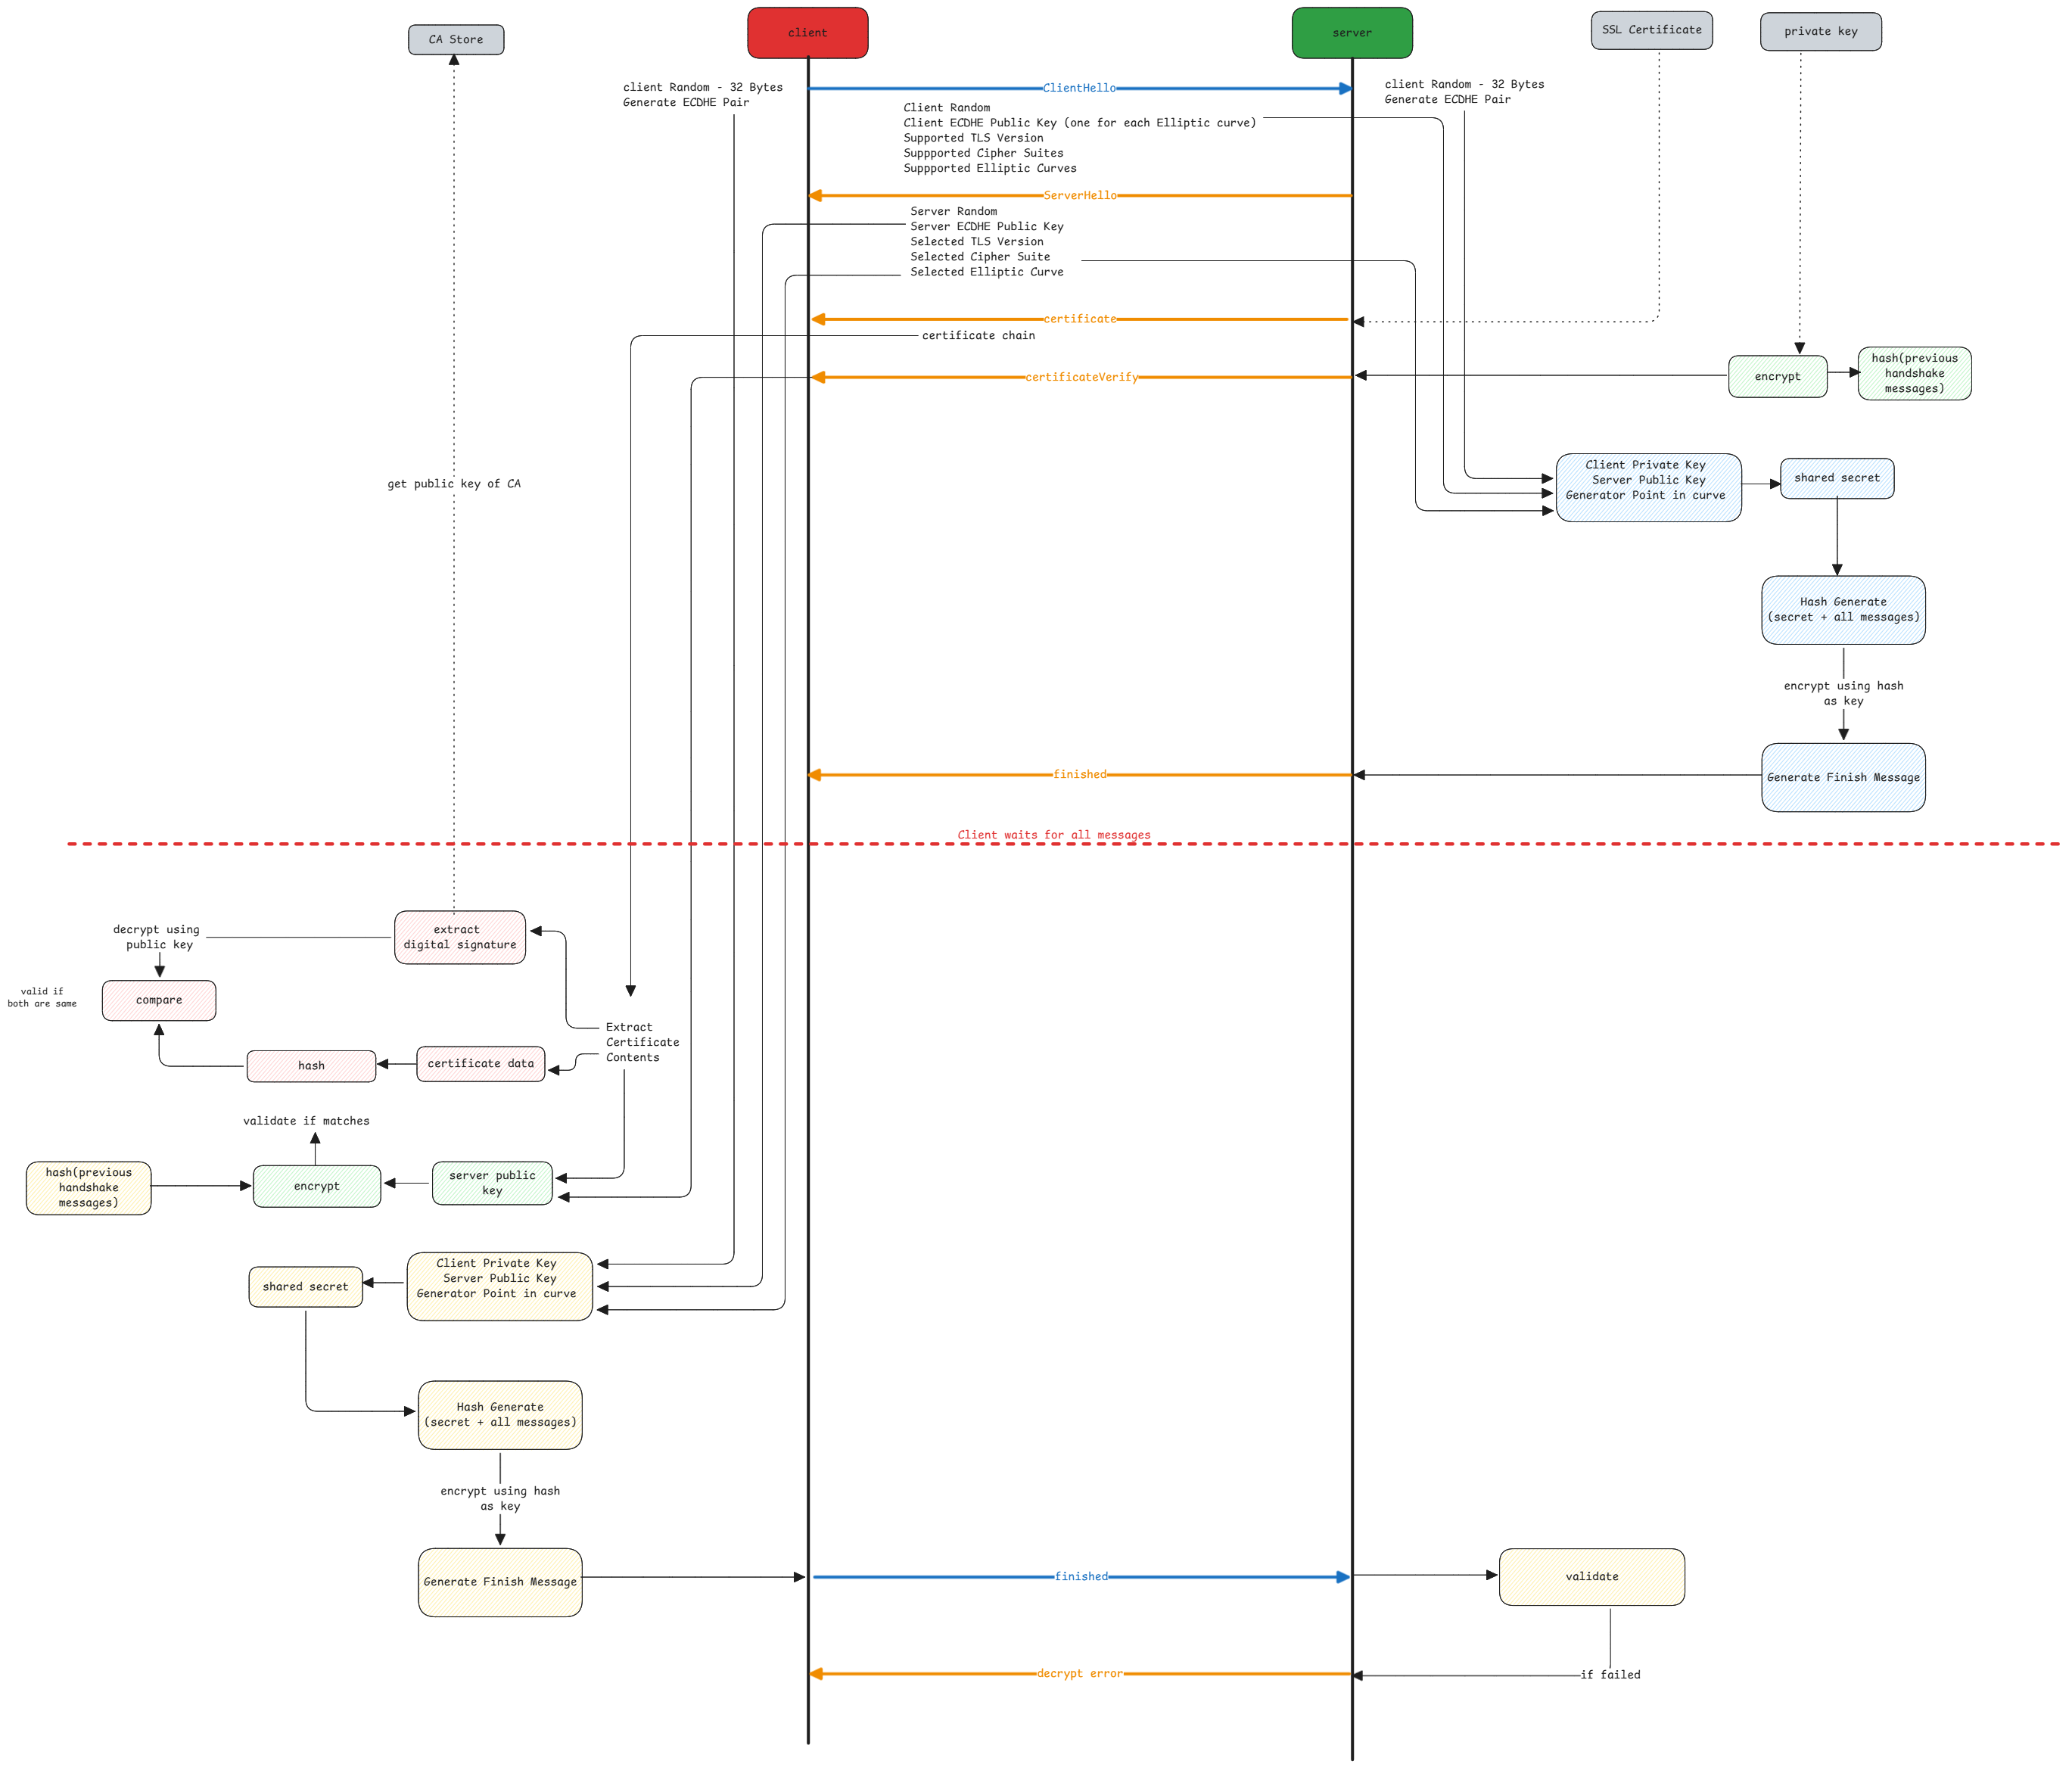 CA Store
client
server
SSL Certificate
private key
client Random - 32 Bytes
Generate ECDHE Pair
ClientHello
client Random - 32 Bytes
Generate ECDHE Pair
Client Random
Client ECDHE Public Key (one for each Elliptic curve)
Supported TLS Version
Suppported Cipher Suites
Suppported Elliptic Curves
ServerHello
Server Random
Server ECDHE Public Key
Selected TLS Version
Selected Cipher Suite
Selected Elliptic Curve
certificate
certificate chain
certificateVerify
encrypt
hash(previous
handshake
messages)
get public key of CA
Client Private Key
Server Public Key
Generator Point in curve
shared secret
Hash Generate
(secret + all messages)
encrypt using hash
as key
finished
Generate Finish Message
Client waits for all messages
decrypt using
public key
extract
digital signature
valid if
both are same
compare
Extract
Certificate
Contents
hash
certificate data
validate if matches
hash(previous
handshake
messages)
encrypt
server public
key
shared secret
Client Private Key
Server Public Key
Generator Point in curve
Hash Generate
(secret + all messages)
encrypt using hash
as key
Generate Finish Message
finished
validate
decrypt error
if failed